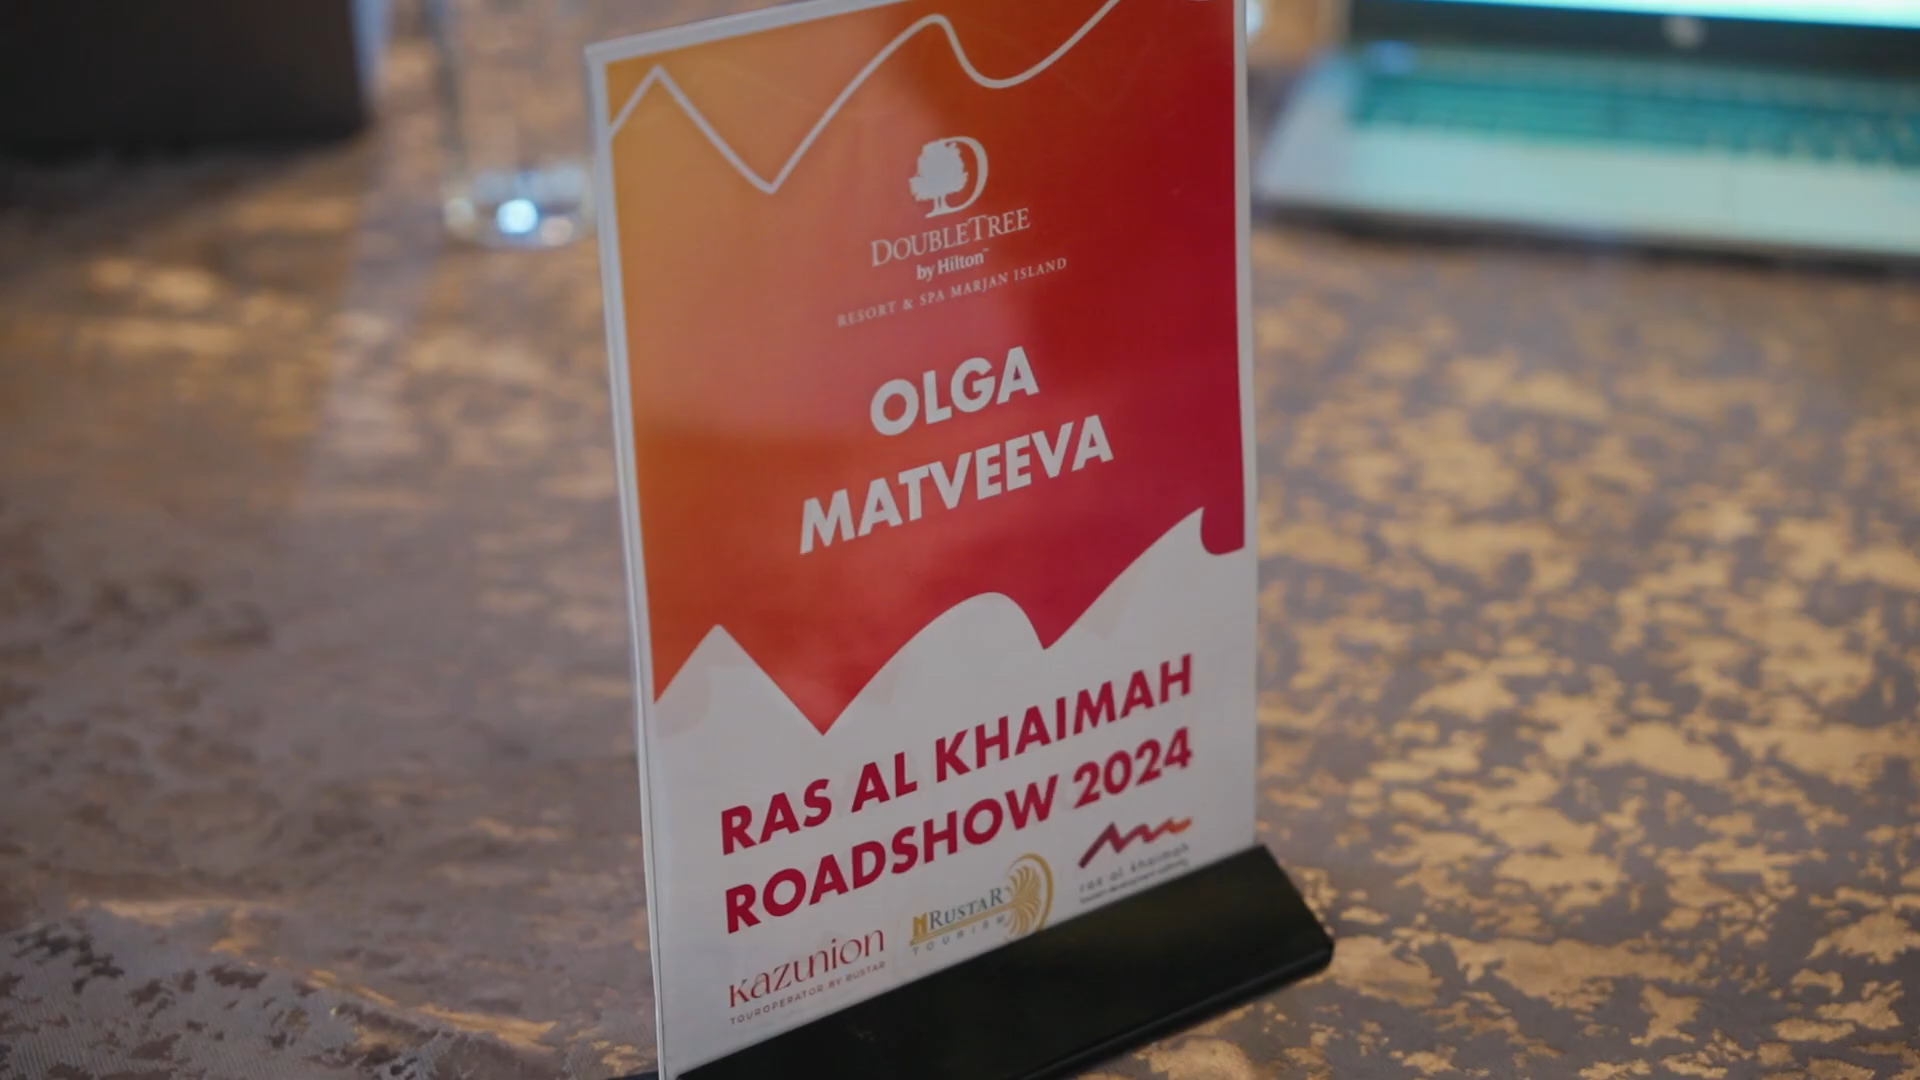 DOUBLETREE
by Hilton™
RESORT & SPA MARJAN ISLAND
OLGA
MATVEEVA
RAS AL KHAIMAH
ROADSHOW 2024
kazunion
TOUROPERATOR BY RUSTAR
RUSTAR
TOURISM
ras al khaimah